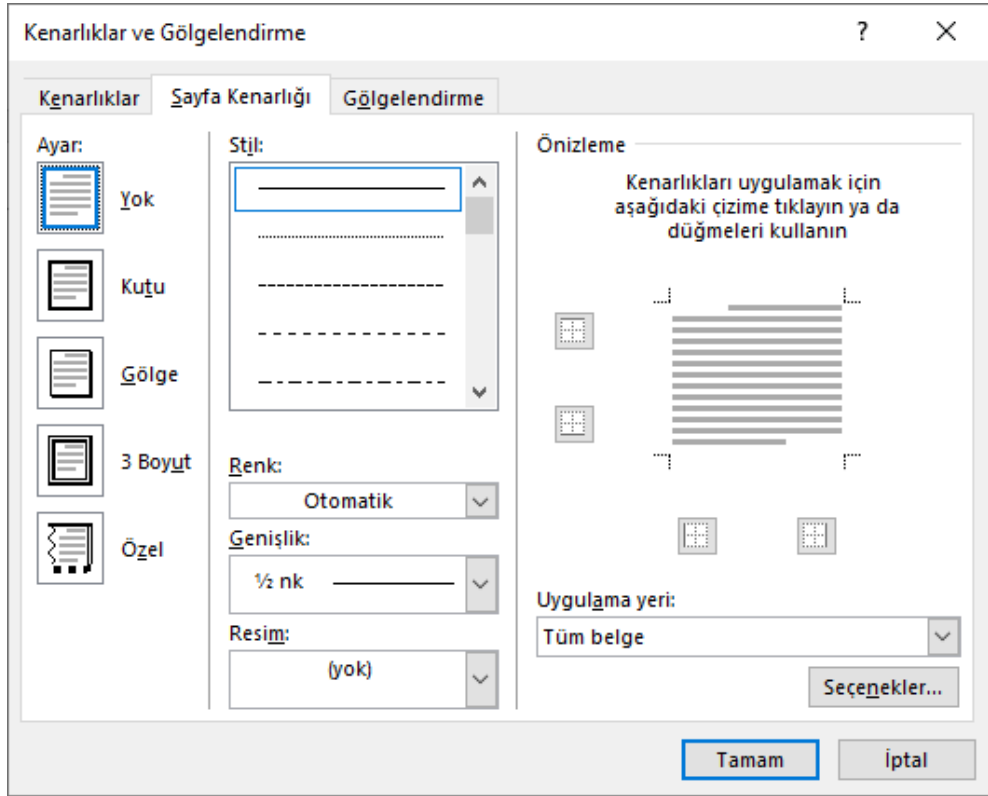 Kenarlıklar ve Gölgelendirme ? ×
Kenarlıklar Sayfa Kenarlığı Gölgelendirme
Ayar:
Yok
Kutu
Gölge
3 Boyut
Özel
Stil:
Renk:
Otomatik
Genişlik:
½ nk
Resim:
(yok)
Önizleme
Kenarlıkları uygulamak için
aşağıdaki çizime tıklayın ya da
düğmeleri kullanın
Uygulama yeri:
Tüm belge
Seçenekler...
Tamam İptal